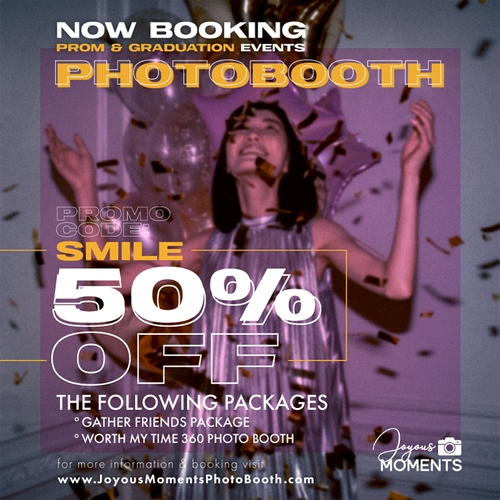 NOW BOOKING
PROM & GRADUATION EVENTS
PHOTOBOOTH
PROMO
CODE:
SMILE
50%
OFF
THE FOLLOWING PACKAGES
° GATHER FRIENDS PACKAGE
° WORTH MY TIME 360 PHOTO BOOTH
for more information & booking visit
www.JoyousMomentsPhotoBooth.com
Joyous
MOMENTS